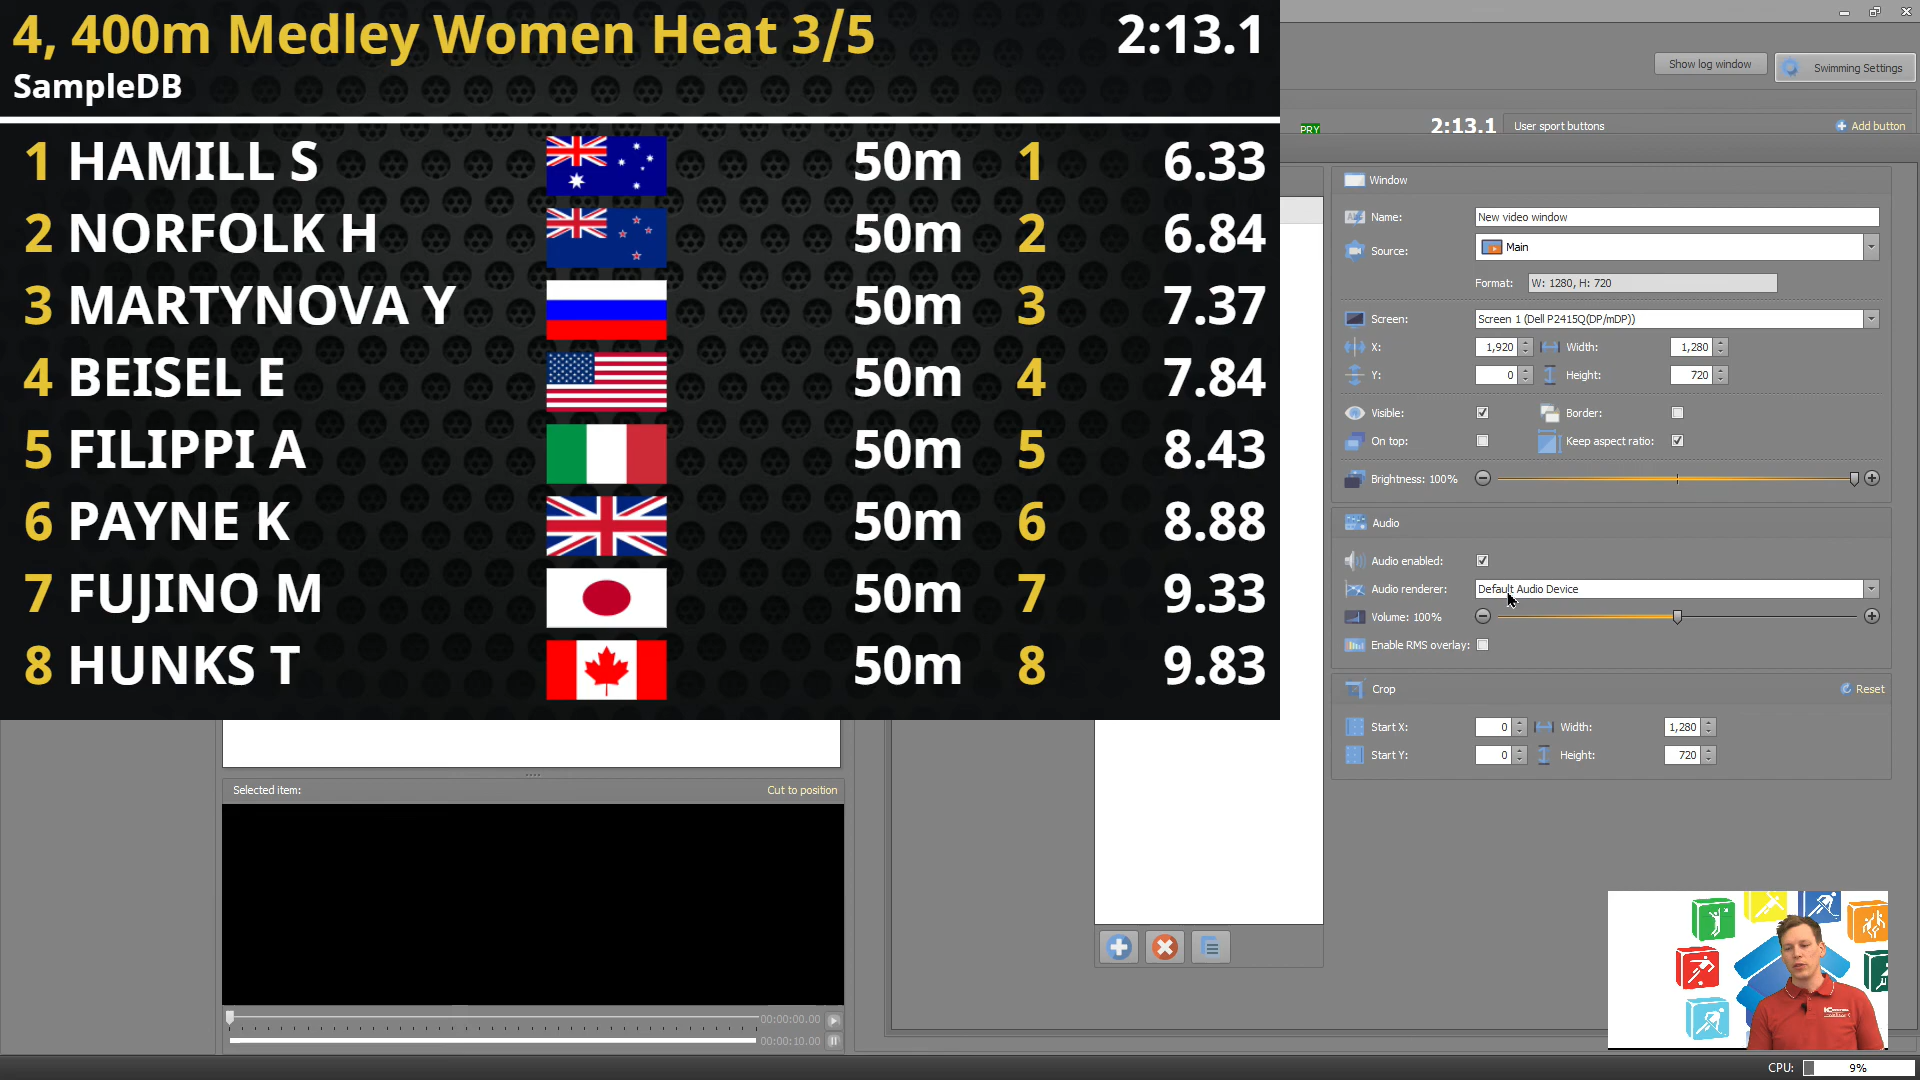 4, 400m Medley Women Heat 3/5 2:13.1
SampleDB
1 HAMILL S 50m 1 6.33
2 NORFOLK H 50m 2 6.84
3 MARTYNOVA Y 50m 3 7.37
4 BEISEL E 50m 4 7.84
5 FILIPPI A 50m 5 8.43
6 PAYNE K 50m 6 8.88
7 FUJINO M 50m 7 9.33
8 HUNKS T 50m 8 9.83
Show log window Swimming Settings
PRY 2:13.1 User sport buttons Add button
Window
Name: New video window
Source: Main
Format: W: 1280, H: 720
Screen: Screen 1 (Dell P2415Q(DP/mDP))
X: 1,920 Width: 1,280
Y: 0 Height: 720
Visible: Border:
On top: Keep aspect ratio:
Brightness: 100%
Audio
Audio enabled:
Audio renderer: Default Audio Device
Volume: 100%
Enable RMS overlay:
Crop Reset
Start X: 0 Width: 1,280
Start Y: 0 Height: 720
Selected item: Cut to position
00:00:00.00
00:00:10.00
CPU: 9%